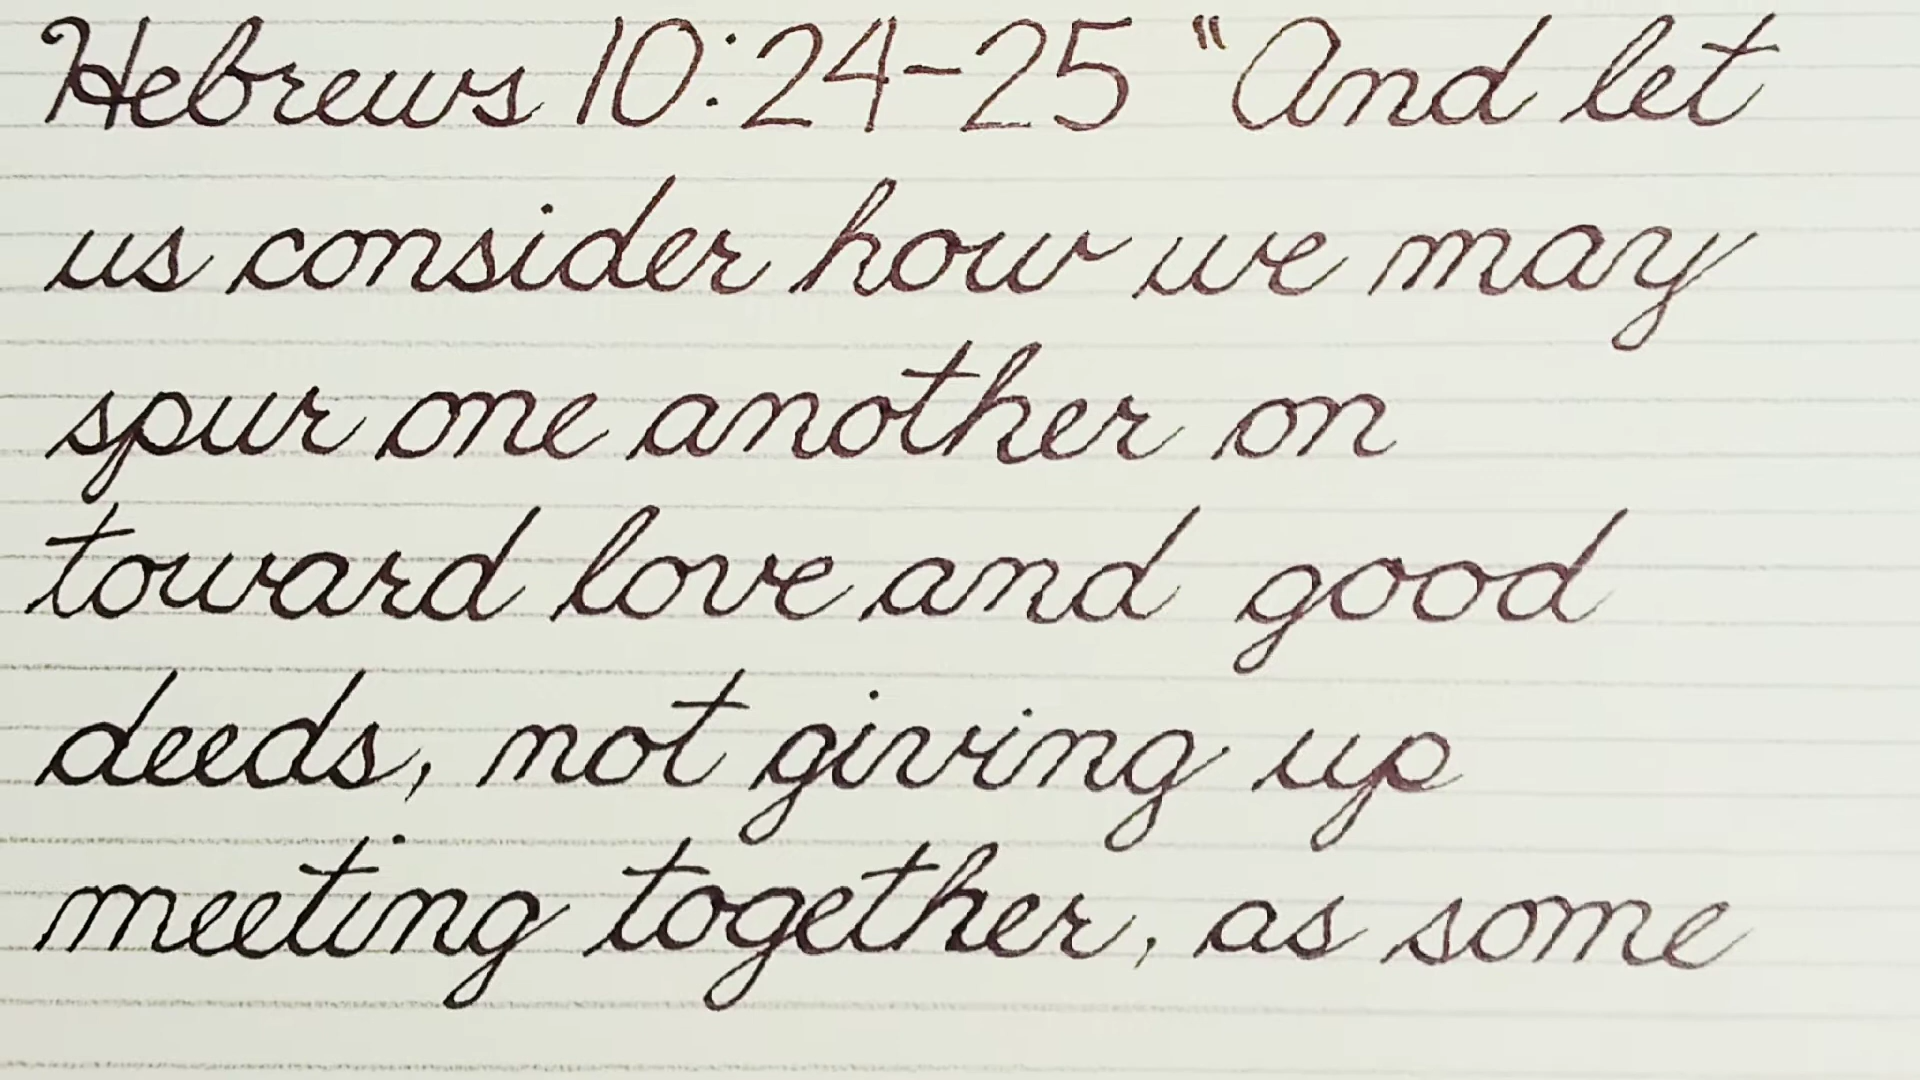 Hebrews 10:24-25 "And let
us consider how we may
spur one another on
toward love and good
deeds, not giving up
meeting together, as some